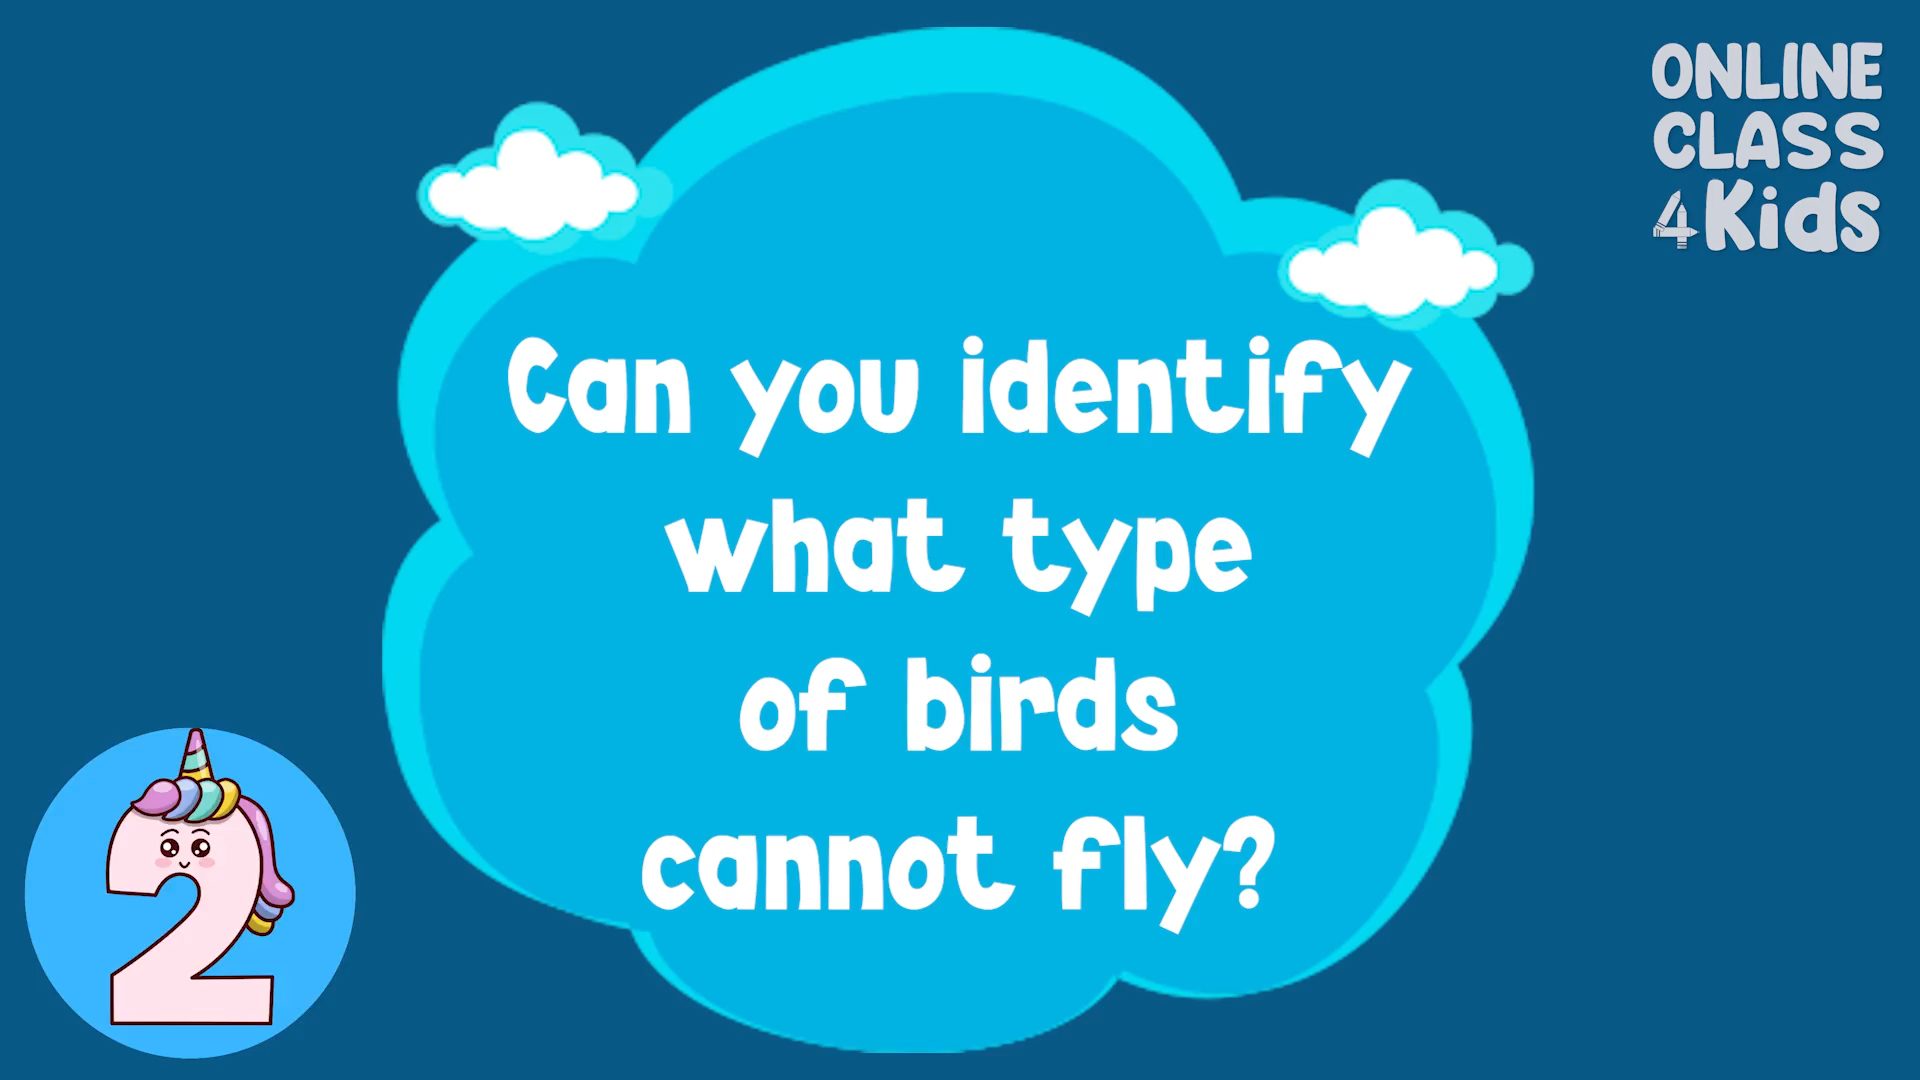 ONLINE
CLASS
4Kids
Can you identify
what type
of birds
cannot fly?
2